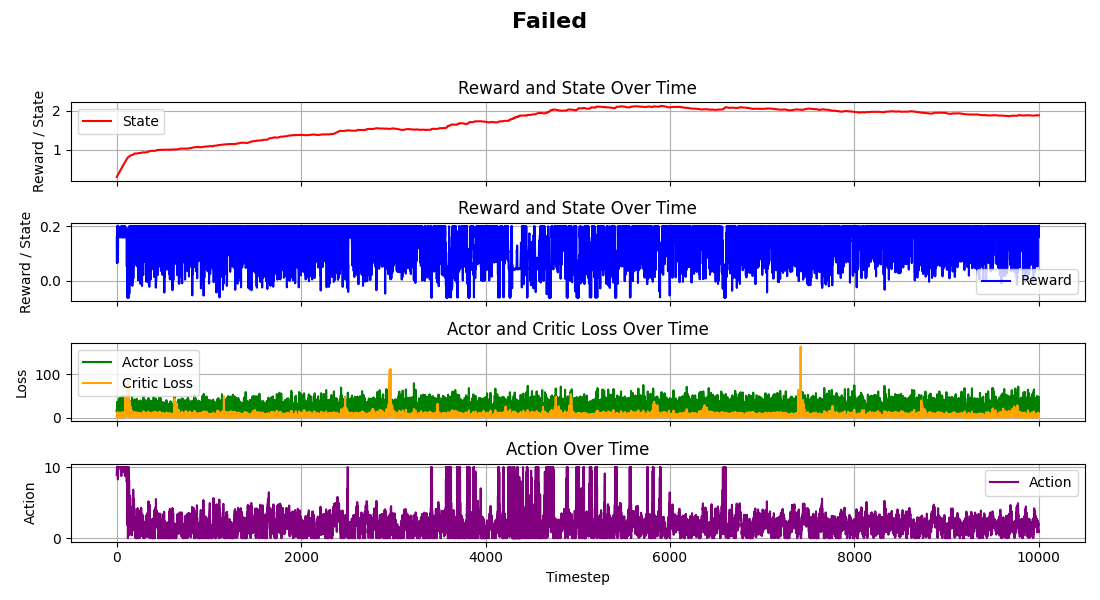 Failed
Reward and State Over Time
Reward / State
2
1
State
Reward and State Over Time
Reward / State
0.2
0.0
Reward
Actor and Critic Loss Over Time
Loss
100
0
Actor Loss
Critic Loss
Action Over Time
Action
10
0
Action
0 2000 4000 6000 8000 10000
Timestep